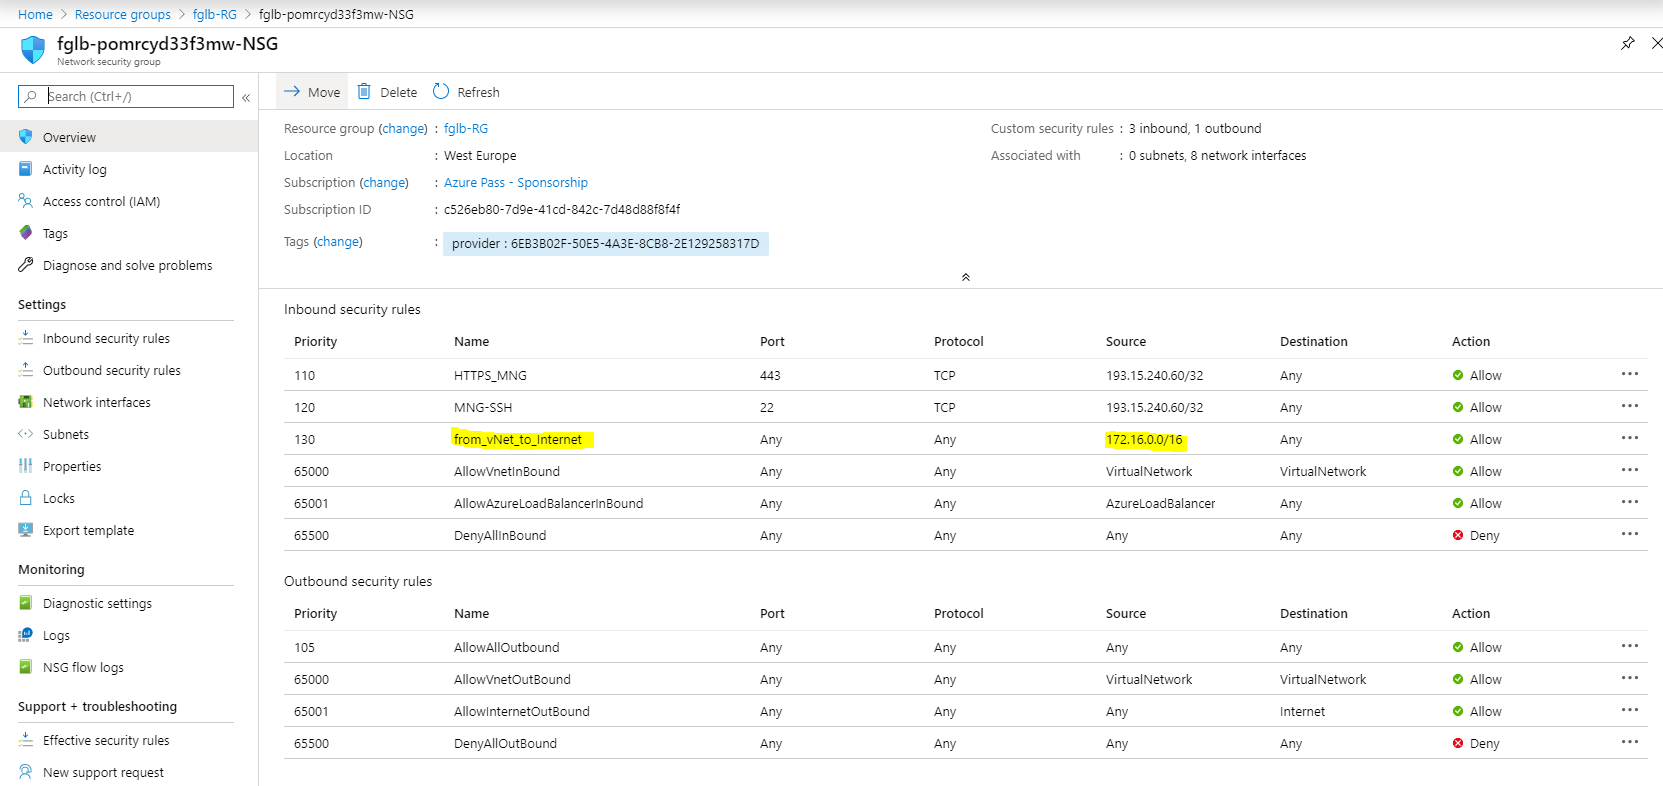 Home > Resource groups > fglb-RG > fglb-pomrcyd33f3mw-NSG
fglb-pomrcyd33f3mw-NSG
Network security group
Search (Ctrl+/)
«
Overview
Activity log
Access control (IAM)
Tags
Diagnose and solve problems
Settings
Inbound security rules
Outbound security rules
Network interfaces
Subnets
Properties
Locks
Export template
Monitoring
Diagnostic settings
Logs
NSG flow logs
Support + troubleshooting
Effective security rules
New support request
Move Delete Refresh
Resource group (change) : fglb-RG
Location : West Europe
Subscription (change) : Azure Pass - Sponsorship
Subscription ID : c526eb80-7d9e-41cd-842c-7d48d88f8f4f
Tags (change) : provider : 6EB3B02F-50E5-4A3E-8CB8-2E129258317D
Custom security rules : 3 inbound, 1 outbound
Associated with : 0 subnets, 8 network interfaces
Inbound security rules
Priority Name Port Protocol Source Destination Action
110 HTTPS_MNG 443 TCP 193.15.240.60/32 Any Allow ...
120 MNG-SSH 22 TCP 193.15.240.60/32 Any Allow ...
130 from_vNet_to_Internet Any Any 172.16.0.0/16 Any Allow ...
65000 AllowVnetInBound Any Any VirtualNetwork VirtualNetwork Allow ...
65001 AllowAzureLoadBalancerInBound Any Any AzureLoadBalancer Any Allow ...
65500 DenyAllInBound Any Any Any Any Deny ...
Outbound security rules
Priority Name Port Protocol Source Destination Action
105 AllowAllOutbound Any Any Any Any Allow ...
65000 AllowVnetOutBound Any Any VirtualNetwork VirtualNetwork Allow ...
65001 AllowInternetOutBound Any Any Any Internet Allow ...
65500 DenyAllOutBound Any Any Any Any Deny ...